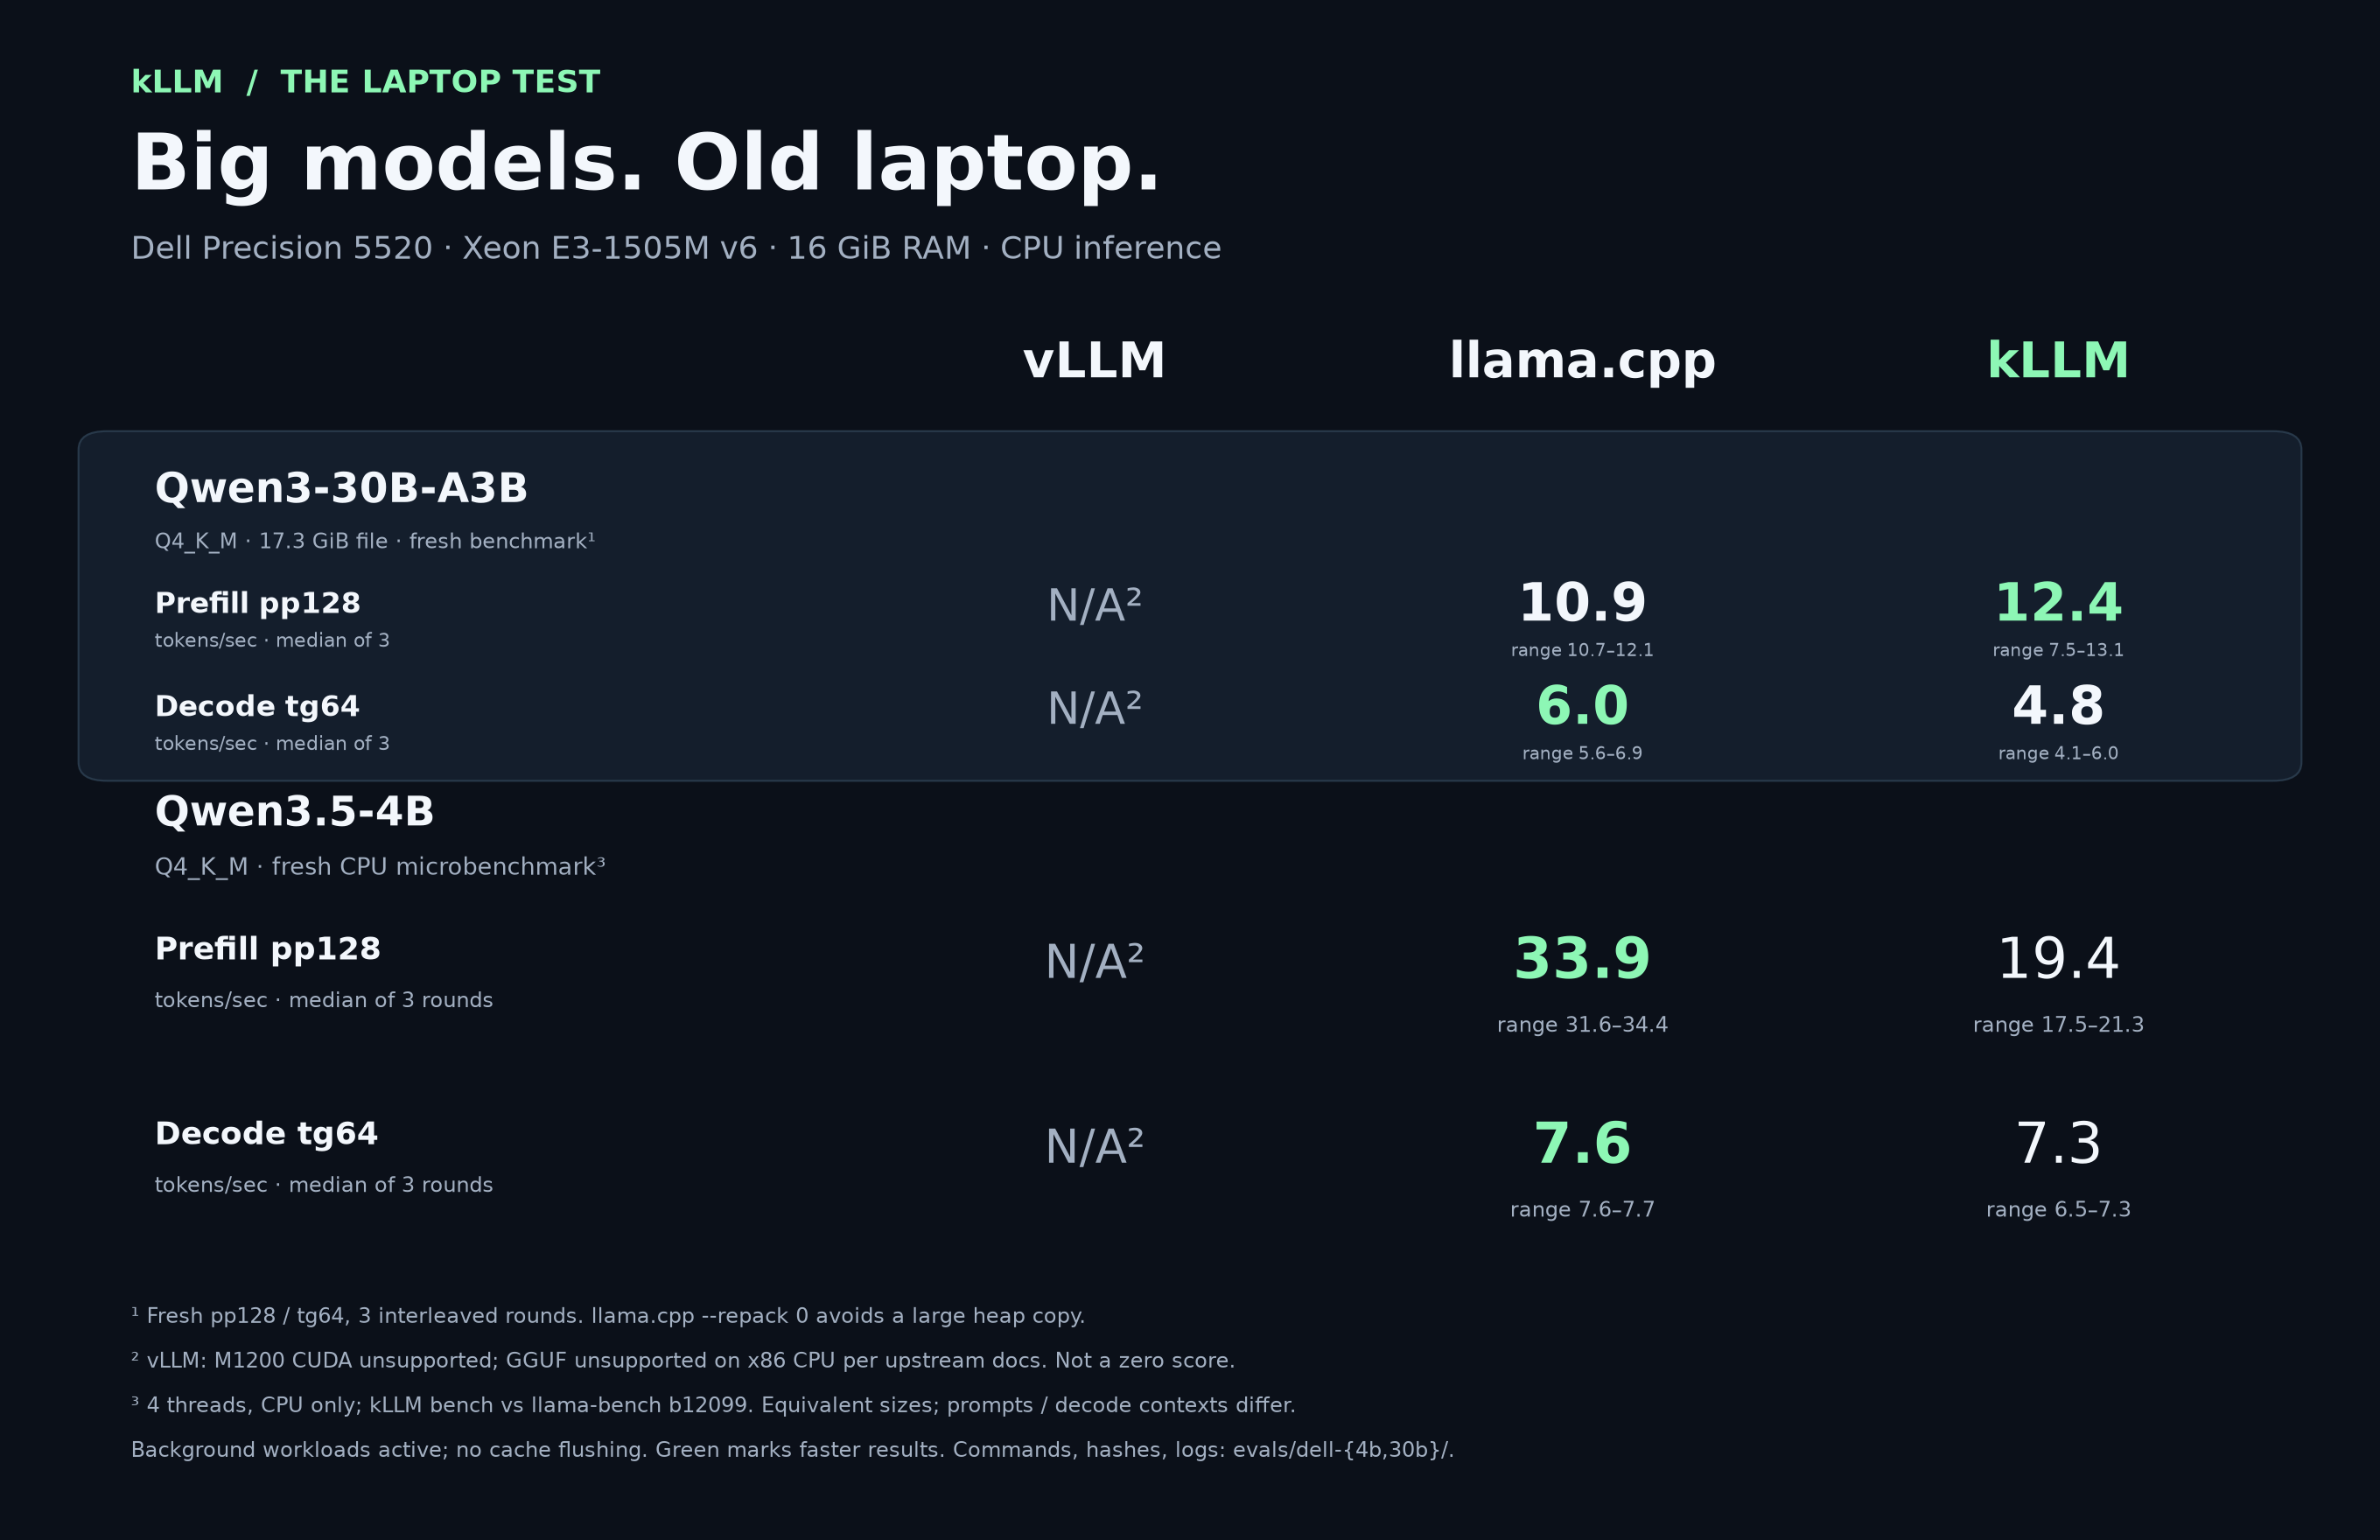 kLLM / THE LAPTOP TEST
Big models. Old laptop.
Dell Precision 5520 · Xeon E3-1505M v6 · 16 GiB RAM · CPU inference
vLLM llama.cpp kLLM
Qwen3-30B-A3B
Q4_K_M · 17.3 GiB file · fresh benchmark¹
Prefill pp128 N/A² 10.9 12.4
tokens/sec · median of 3 range 10.7–12.1 range 7.5–13.1
Decode tg64 N/A² 6.0 4.8
tokens/sec · median of 3 range 5.6–6.9 range 4.1–6.0
Qwen3.5-4B
Q4_K_M · fresh CPU microbenchmark³
Prefill pp128 N/A² 33.9 19.4
tokens/sec · median of 3 rounds range 31.6–34.4 range 17.5–21.3
Decode tg64 N/A² 7.6 7.3
tokens/sec · median of 3 rounds range 7.6–7.7 range 6.5–7.3
¹ Fresh pp128 / tg64, 3 interleaved rounds. llama.cpp --repack 0 avoids a large heap copy.
² vLLM: M1200 CUDA unsupported; GGUF unsupported on x86 CPU per upstream docs. Not a zero score.
³ 4 threads, CPU only; kLLM bench vs llama-bench b12099. Equivalent sizes; prompts / decode contexts differ.
Background workloads active; no cache flushing. Green marks faster results. Commands, hashes, logs: evals/dell-{4b,30b}/.